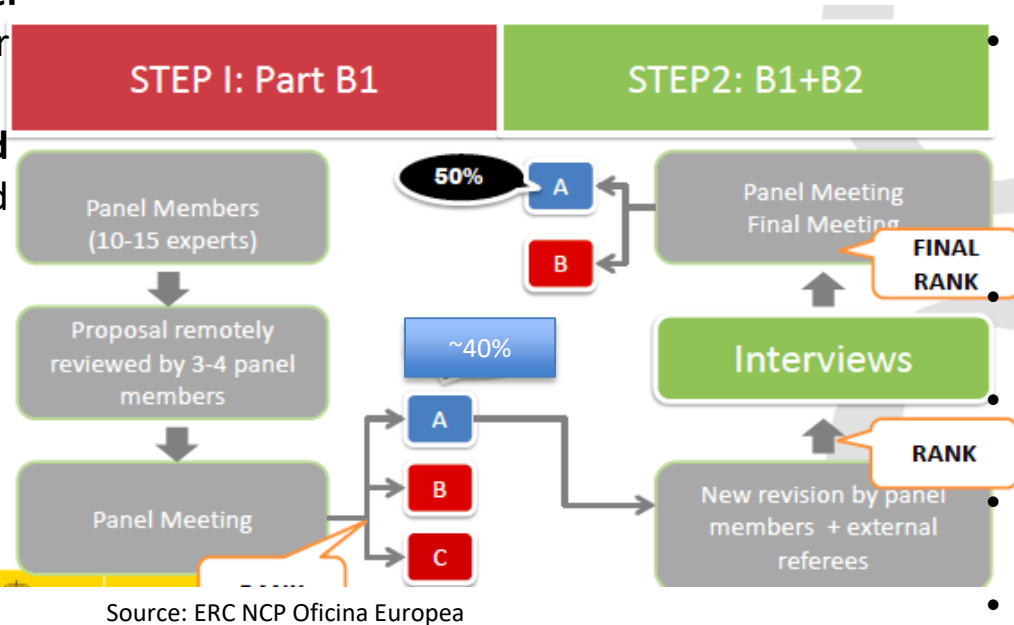 STEP I: Part B1
STEP2: B1+B2
Panel Members
(10-15 experts)
Proposal remotely
reviewed by 3-4 panel
members
Panel Meeting
~40%
A
B
C
50%
A
B
Panel Meeting
Final Meeting
FINAL
RANK
Interviews
RANK
New revision by panel
members + external
referees
Source: ERC NCP Oficina Europea